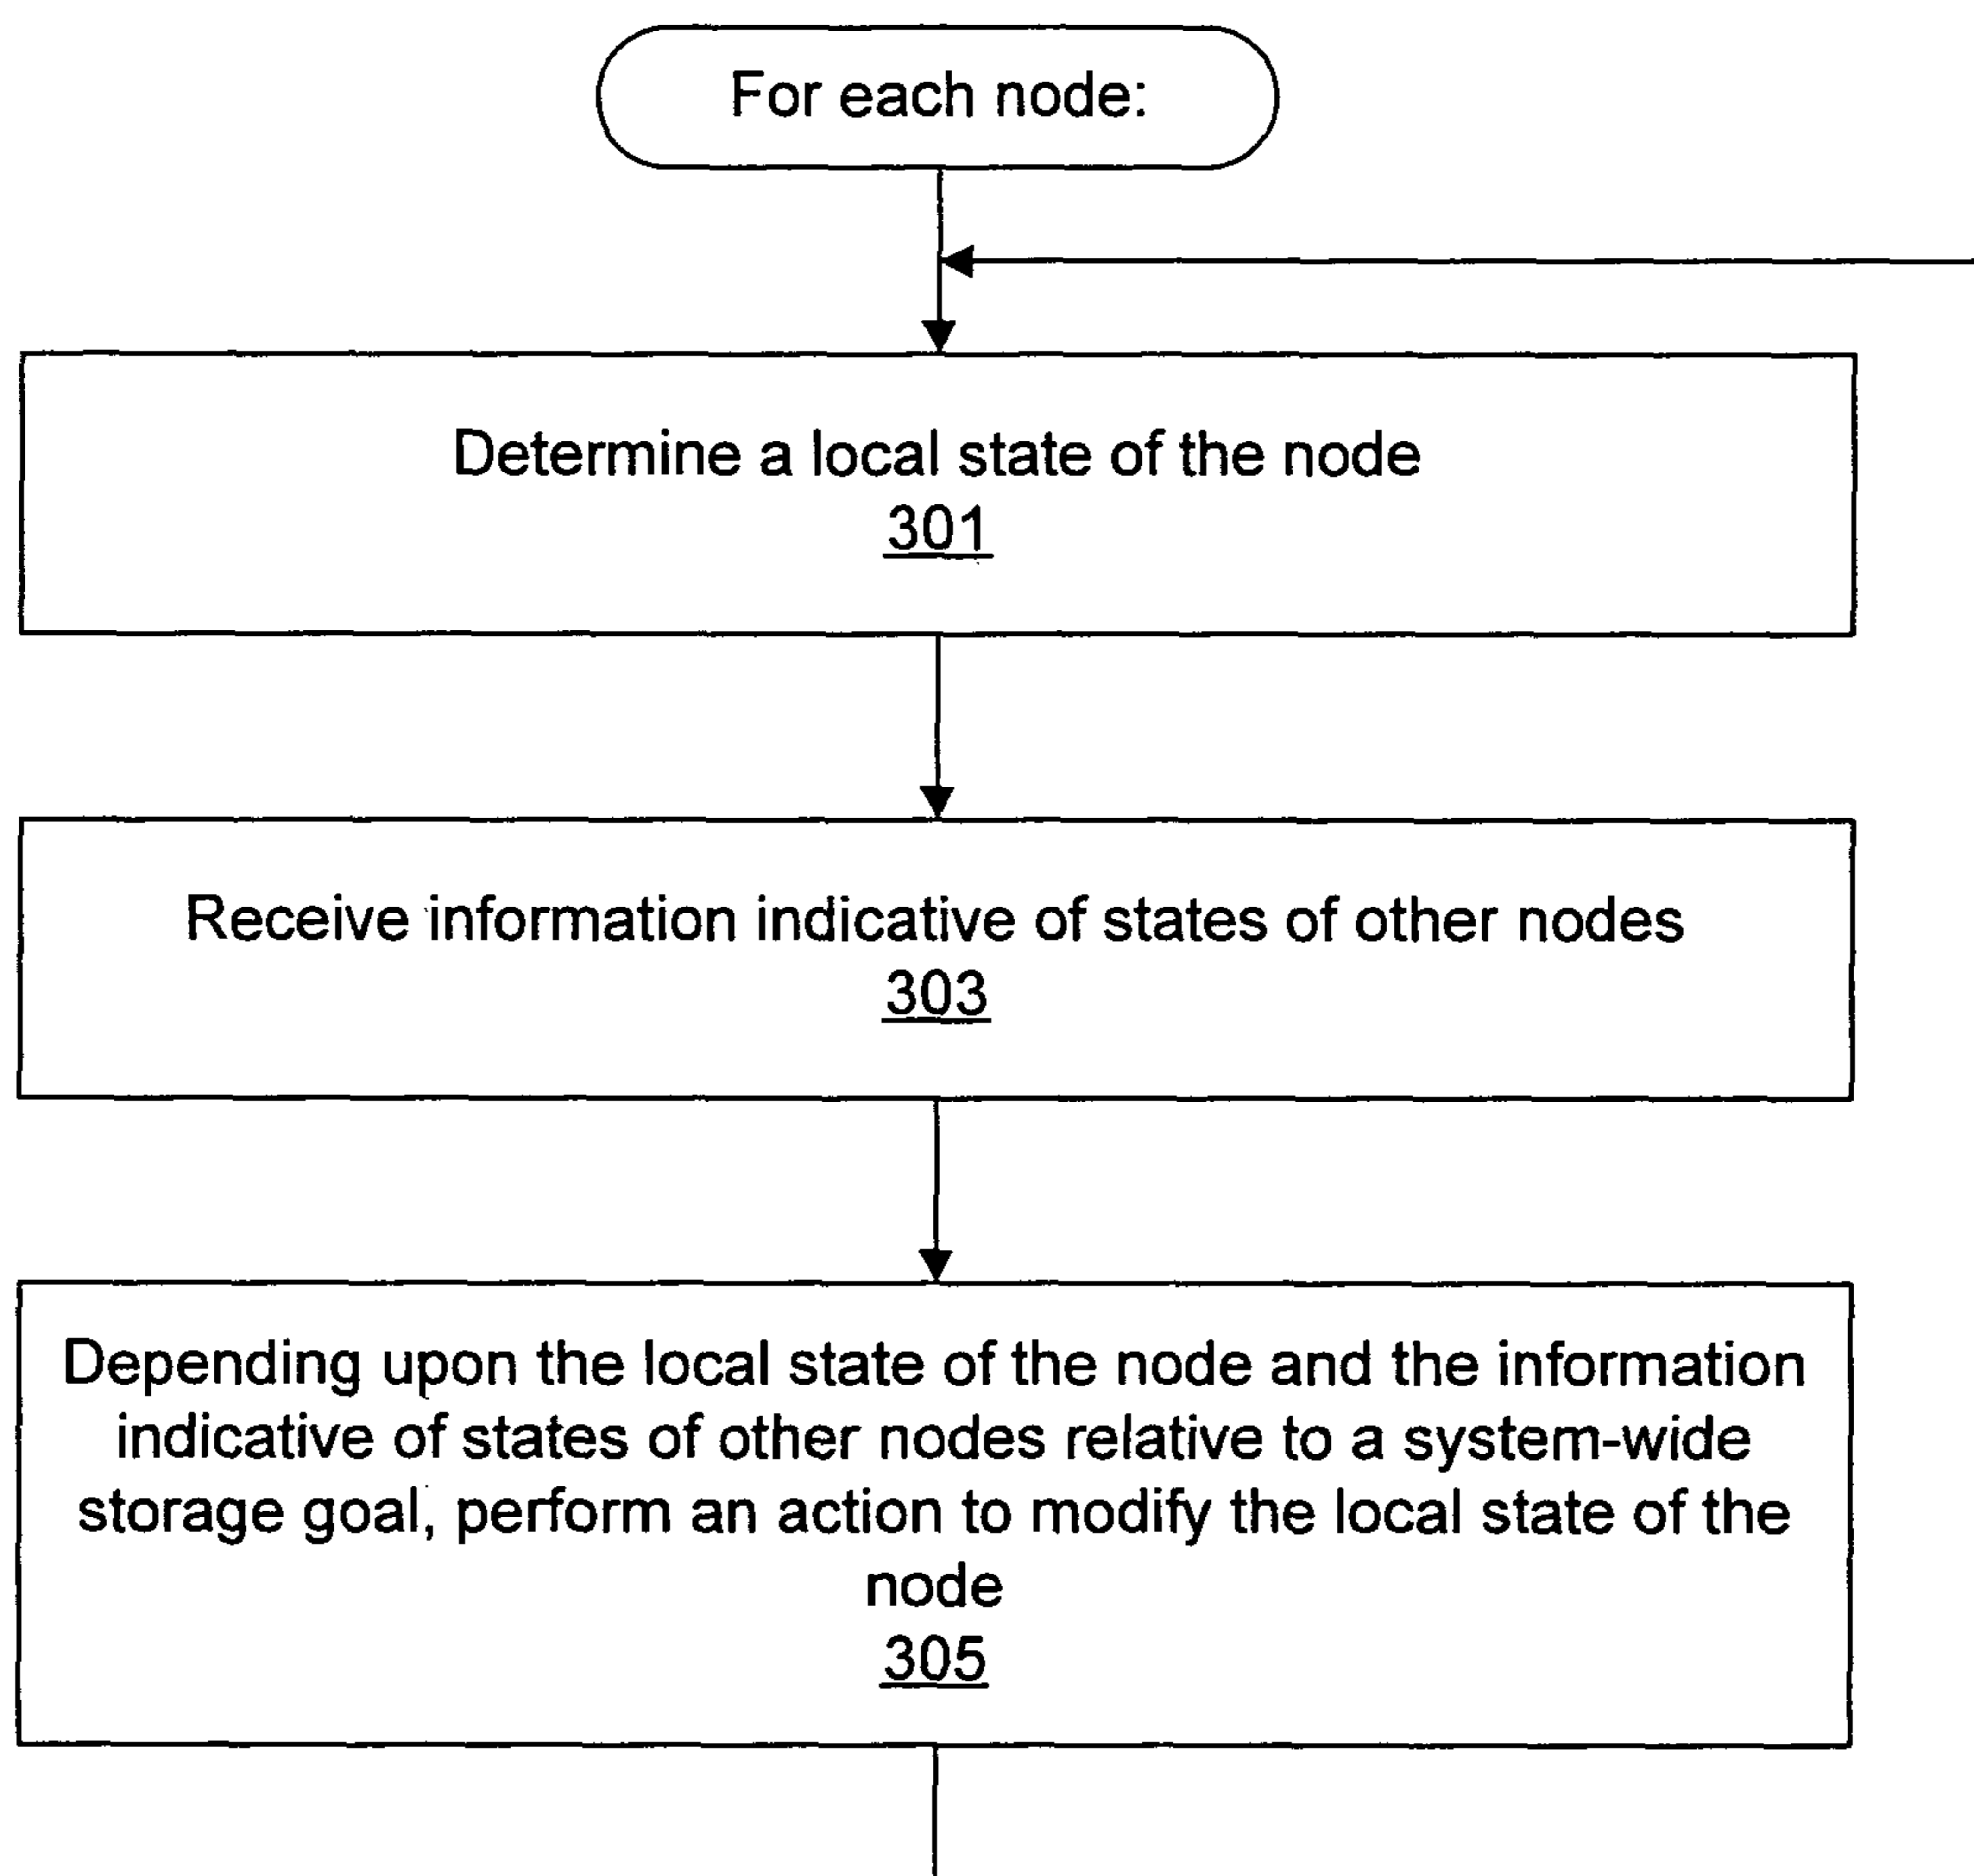 For each node:
Determine a local state of the node
301
Receive information indicative of states of other nodes
303
Depending upon the local state of the node and the information
indicative of states of other nodes relative to a system-wide
storage goal, perform an action to modify the local state of the
node
305